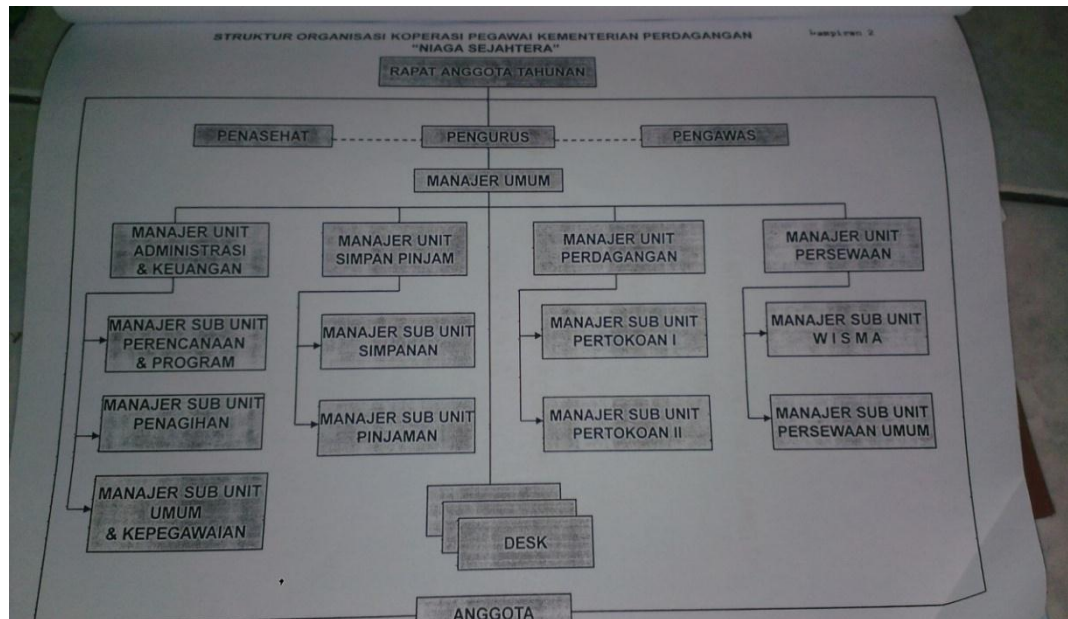 STRUKTUR ORGANISASI KOPERASI PEGAWAI KEMENTERIAN PERDAGANGAN
"NIAGA SEJAHTERA"
Lampiran 2
RAPAT ANGGOTA TAHUNAN
PENASEHAT
PENGURUS
PENGAWAS
MANAJER UMUM
MANAJER UNIT
ADMINISTRASI
& KEUANGAN
MANAJER UNIT
SIMPAN PINJAM
MANAJER UNIT
PERDAGANGAN
MANAJER UNIT
PERSEWAAN
MANAJER SUB UNIT
PERENCANAAN
& PROGRAM
MANAJER SUB UNIT
SIMPANAN
MANAJER SUB UNIT
PERTOKOAN I
MANAJER SUB UNIT
W I S M A
MANAJER SUB UNIT
PENAGIHAN
MANAJER SUB UNIT
PINJAMAN
MANAJER SUB UNIT
PERTOKOAN II
MANAJER SUB UNIT
PERSEWAAN UMUM
MANAJER SUB UNIT
UMUM
& KEPEGAWAIAN
DESK
ANGGOTA